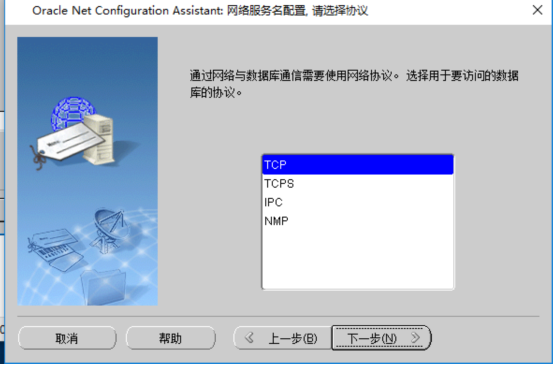 Oracle Net Configuration Assistant: 网络服务名配置, 请选择协议
通过网络与数据库通信需要使用网络协议。 选择用于要访问的数据
库的协议。
TCP
TCPS
IPC
NMP
取消 帮助 上一步(B) 下一步(N)